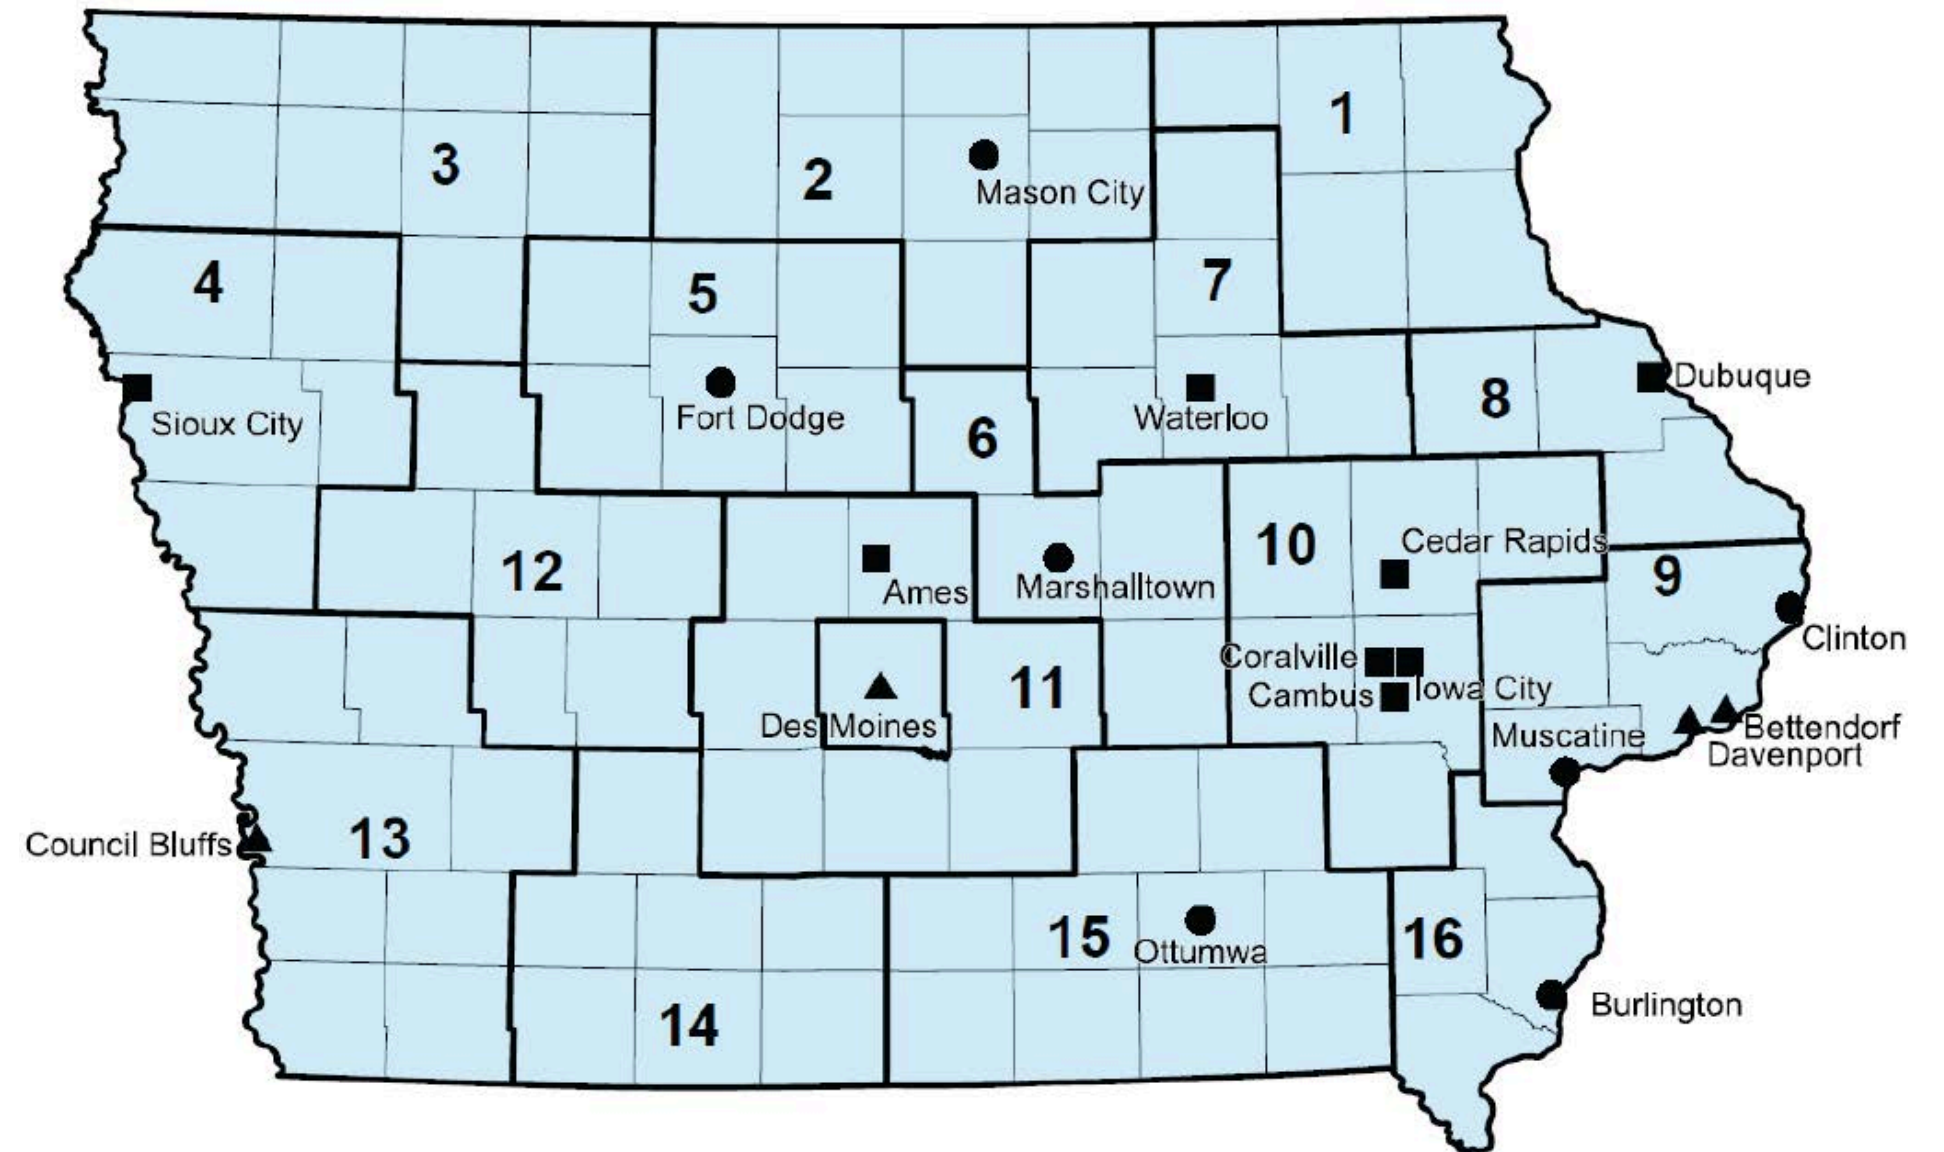 1
3
2
Mason City
4
5
7
Sioux City
Fort Dodge
6
Waterloo
8
Dubuque
12
Ames
Marshalltown
10
Cedar Rapids
9
Clinton
Coralville
Cambus
Iowa City
11
Des Moines
Muscatine
Bettendorf
Davenport
Council Bluffs
13
15
Ottumwa
16
14
Burlington